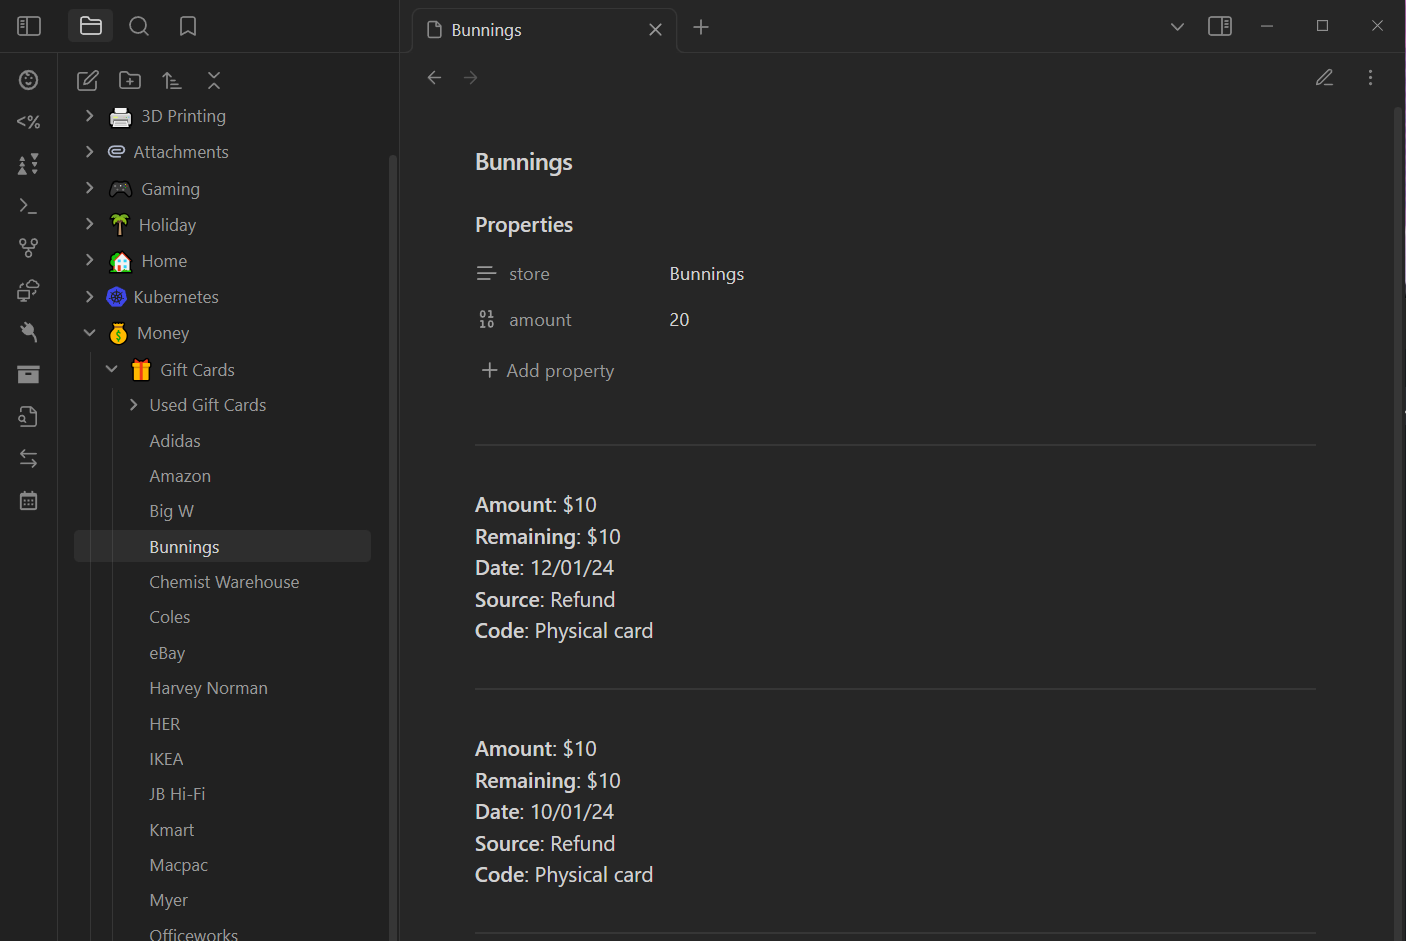 Bunnings
<%
3D Printing
Attachments
Gaming
Holiday
Home
Kubernetes
Money
Gift Cards
Used Gift Cards
Adidas
Amazon
Big W
Bunnings
Chemist Warehouse
Coles
eBay
Harvey Norman
HER
IKEA
JB Hi-Fi
Kmart
Macpac
Myer
Officeworks
Bunnings
Properties
store Bunnings
amount 20
Add property
Amount: $10
Remaining: $10
Date: 12/01/24
Source: Refund
Code: Physical card
Amount: $10
Remaining: $10
Date: 10/01/24
Source: Refund
Code: Physical card